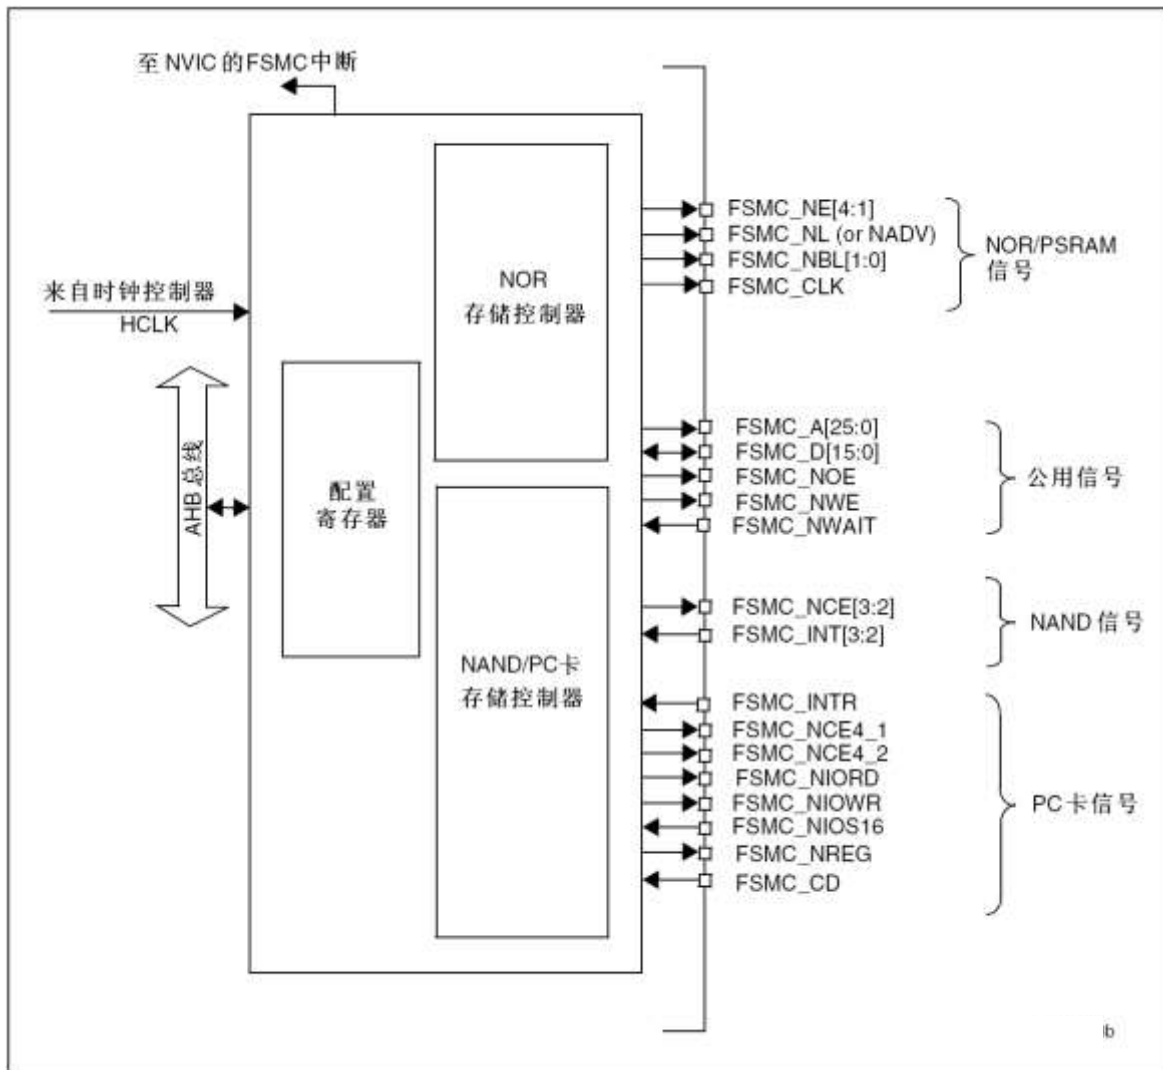 至 NVIC 的FSMC中断
来自时钟控制器
HCLK
AHB 总线
配置
寄存器
NOR
存储控制器
NAND/PC卡
存储控制器
FSMC_NE[4:1]
FSMC_NL (or NADV)
FSMC_NBL[1:0]
FSMC_CLK
NOR/PSRAM
信号
FSMC_A[25:0]
FSMC_D[15:0]
FSMC_NOE
FSMC_NWE
FSMC_NWAIT
公用信号
FSMC_NCE[3:2]
FSMC_INT[3:2]
NAND 信号
FSMC_INTR
FSMC_NCE4_1
FSMC_NCE4_2
FSMC_NIORD
FSMC_NIOWR
FSMC_NIOS16
FSMC_NREG
FSMC_CD
PC卡信号